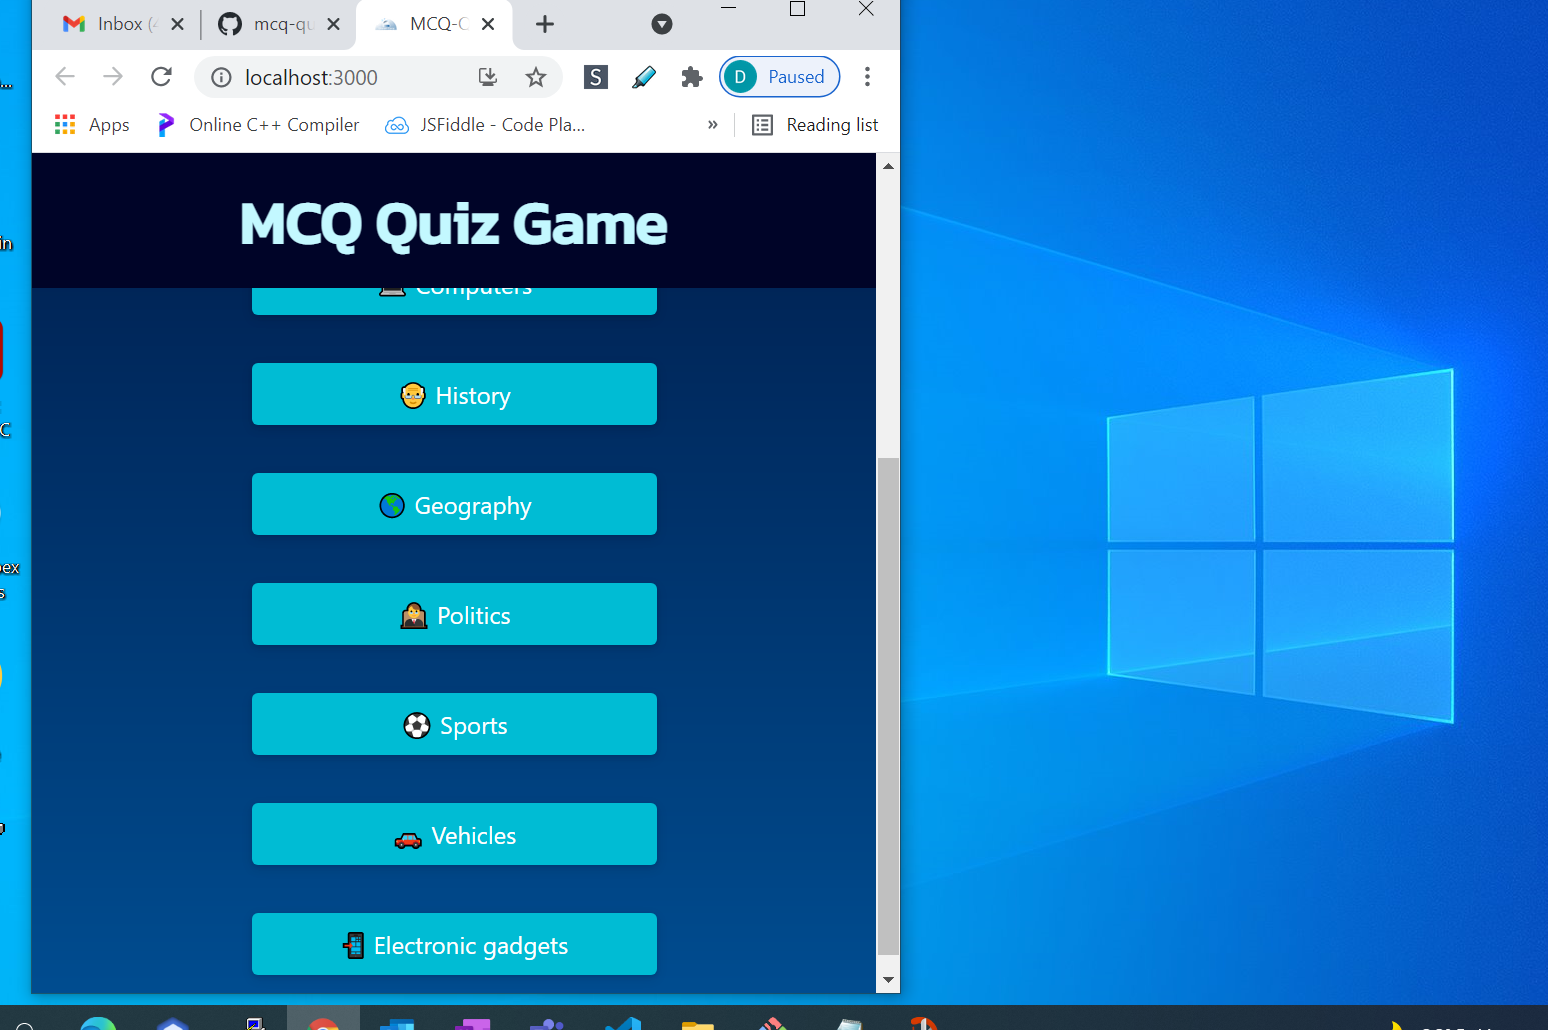 Inbox (4
mcq-qu
MCQ-C
localhost:3000
S
D
Paused
Apps
Online C++ Compiler
JSFiddle - Code Pla...
»
Reading list
MCQ Quiz Game
Computers
History
Geography
Politics
Sports
Vehicles
Electronic gadgets